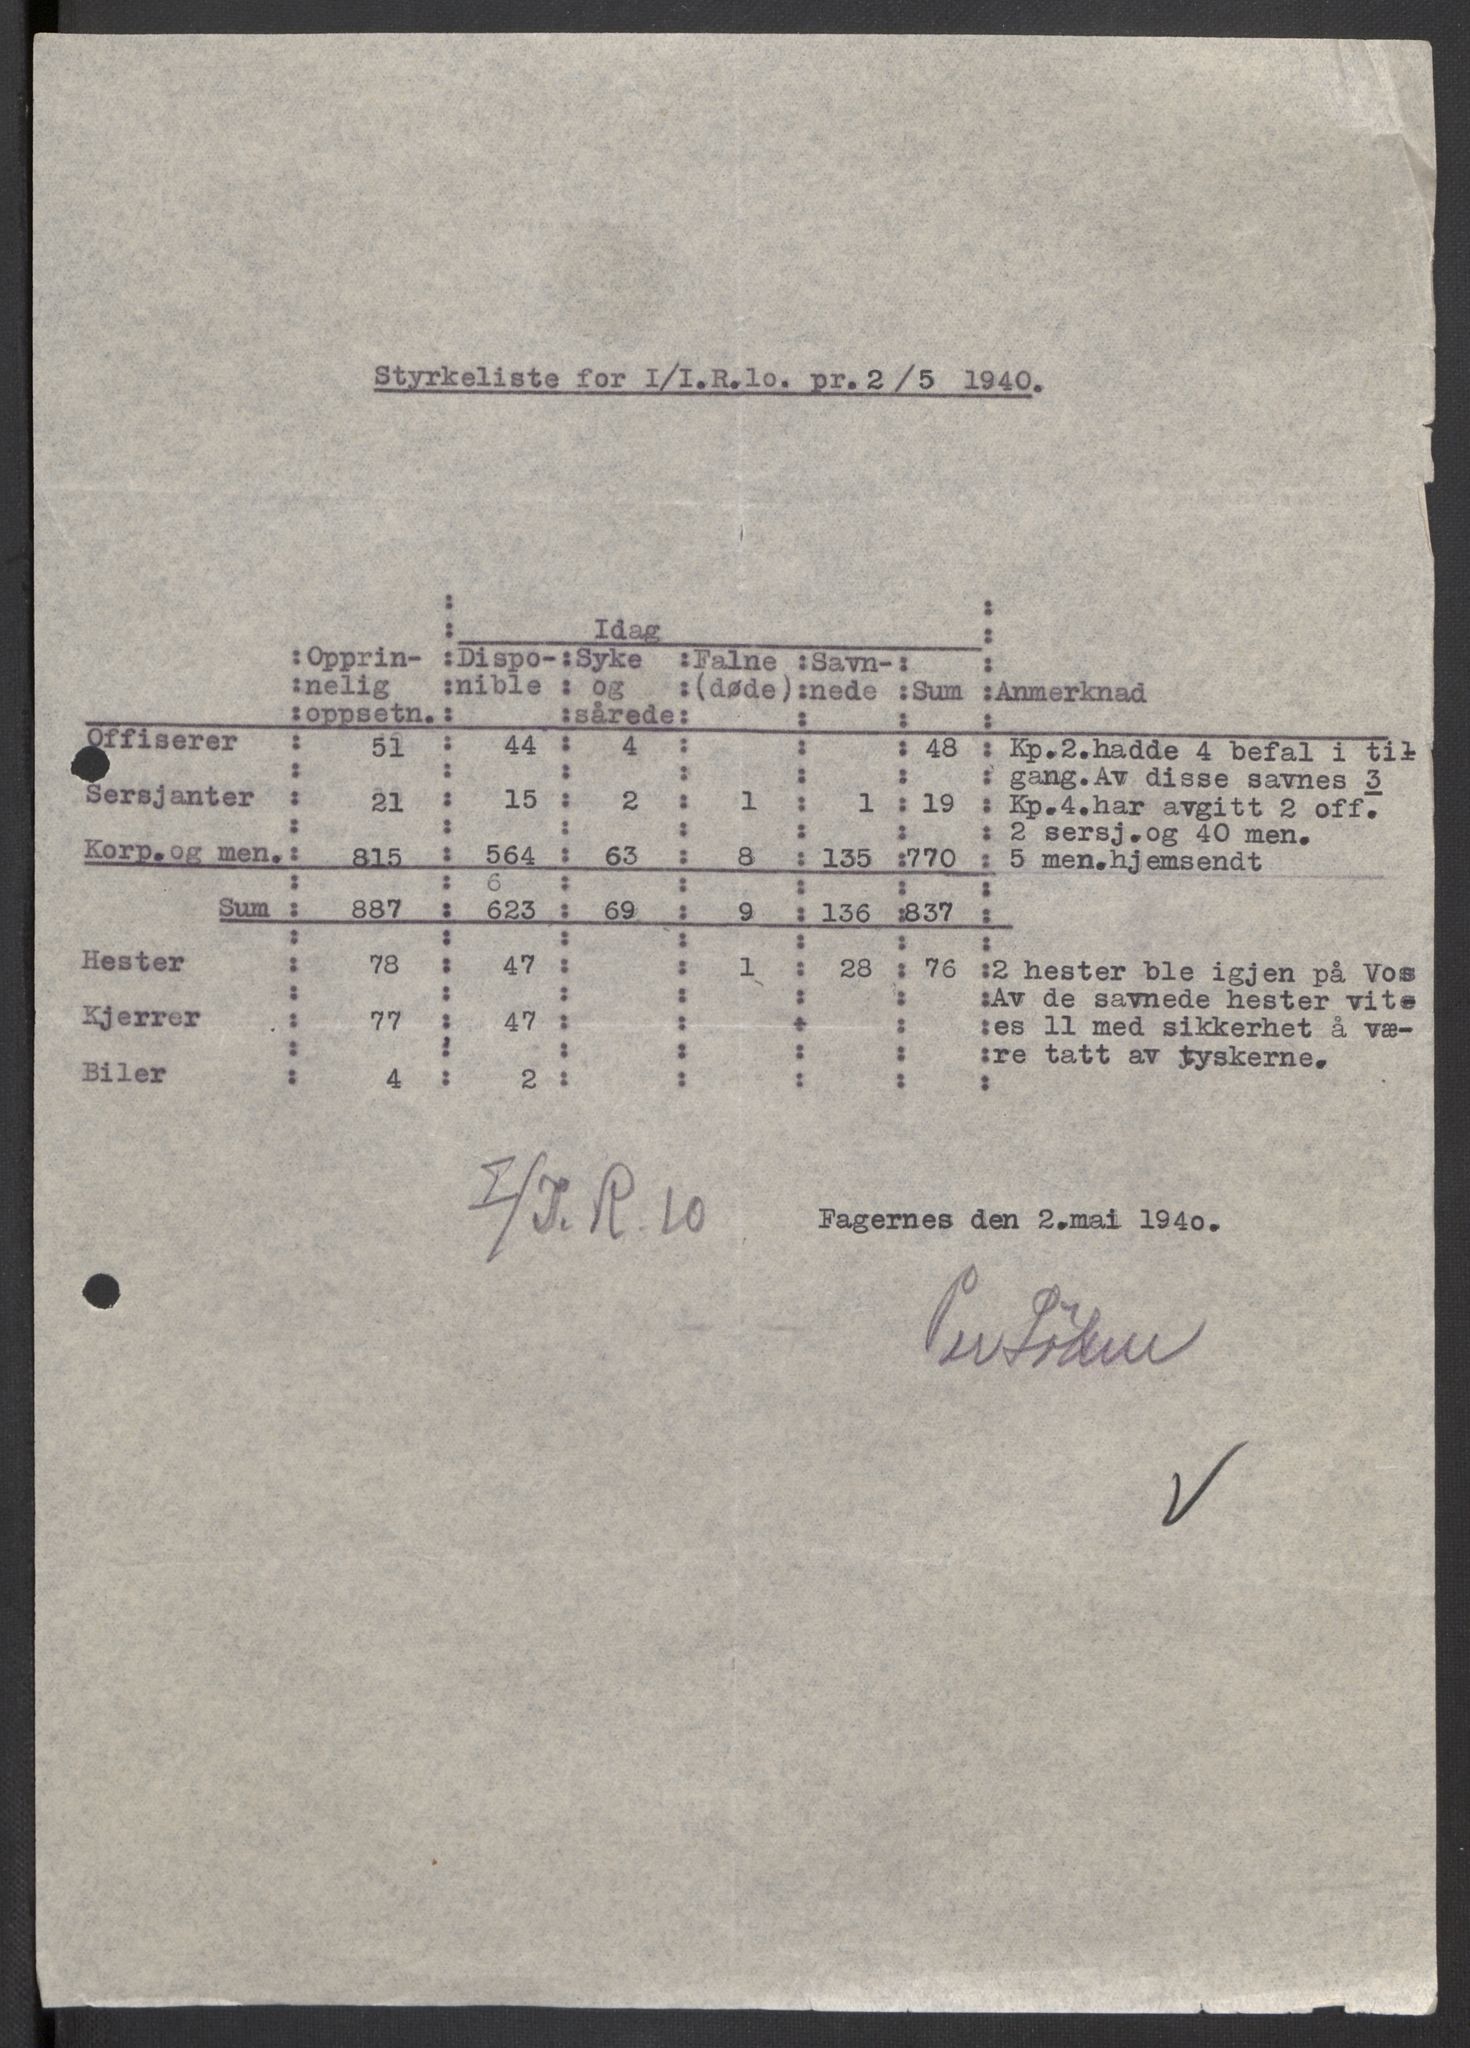 Styrkeliste for I/I.R.lo. pr.2/5 1940.
: :
: Idag :
:Opprin- :Dispo-:Syke :Falne :Savn-: :
:nelig :nible : og :(døde):nede :Sum :Anmerknad
:oppsetn.: :sårede: : : :
Offiserer : 51 : 44 : 4 : : : 48 : Kp.2.hadde 4 befal i til
: : : : : : : gang.Av disse savnes 3
Sersjanter : 21 : 15 : 2 : 1 : 1 : 19 : Kp.4.har avgitt 2 off.
: : : : : : : 2 sersj.og 40 men.
Korp.og men.: 815 : 564 : 63 : 8 : 135 :770 : 5 men.hjemsendt
: : 6 : : : : :
Sum : 887 : 623 : 69 : 9 : 136 :837 :
: : : : : : :
Hester : 78 : 47 : : 1 : 28 : 76 :2 hester ble igjen på Vos
: : : : : : :Av de savnede hester vite
Kjerrer : 77 : 47 : : : : :es 11 med sikkerhet å væ-
: : : : : : :re tatt av tyskerne.
Biler : 4 : 2 : : : : :
I/I.R.10
Fagernes den 2.mai 194o.
Per